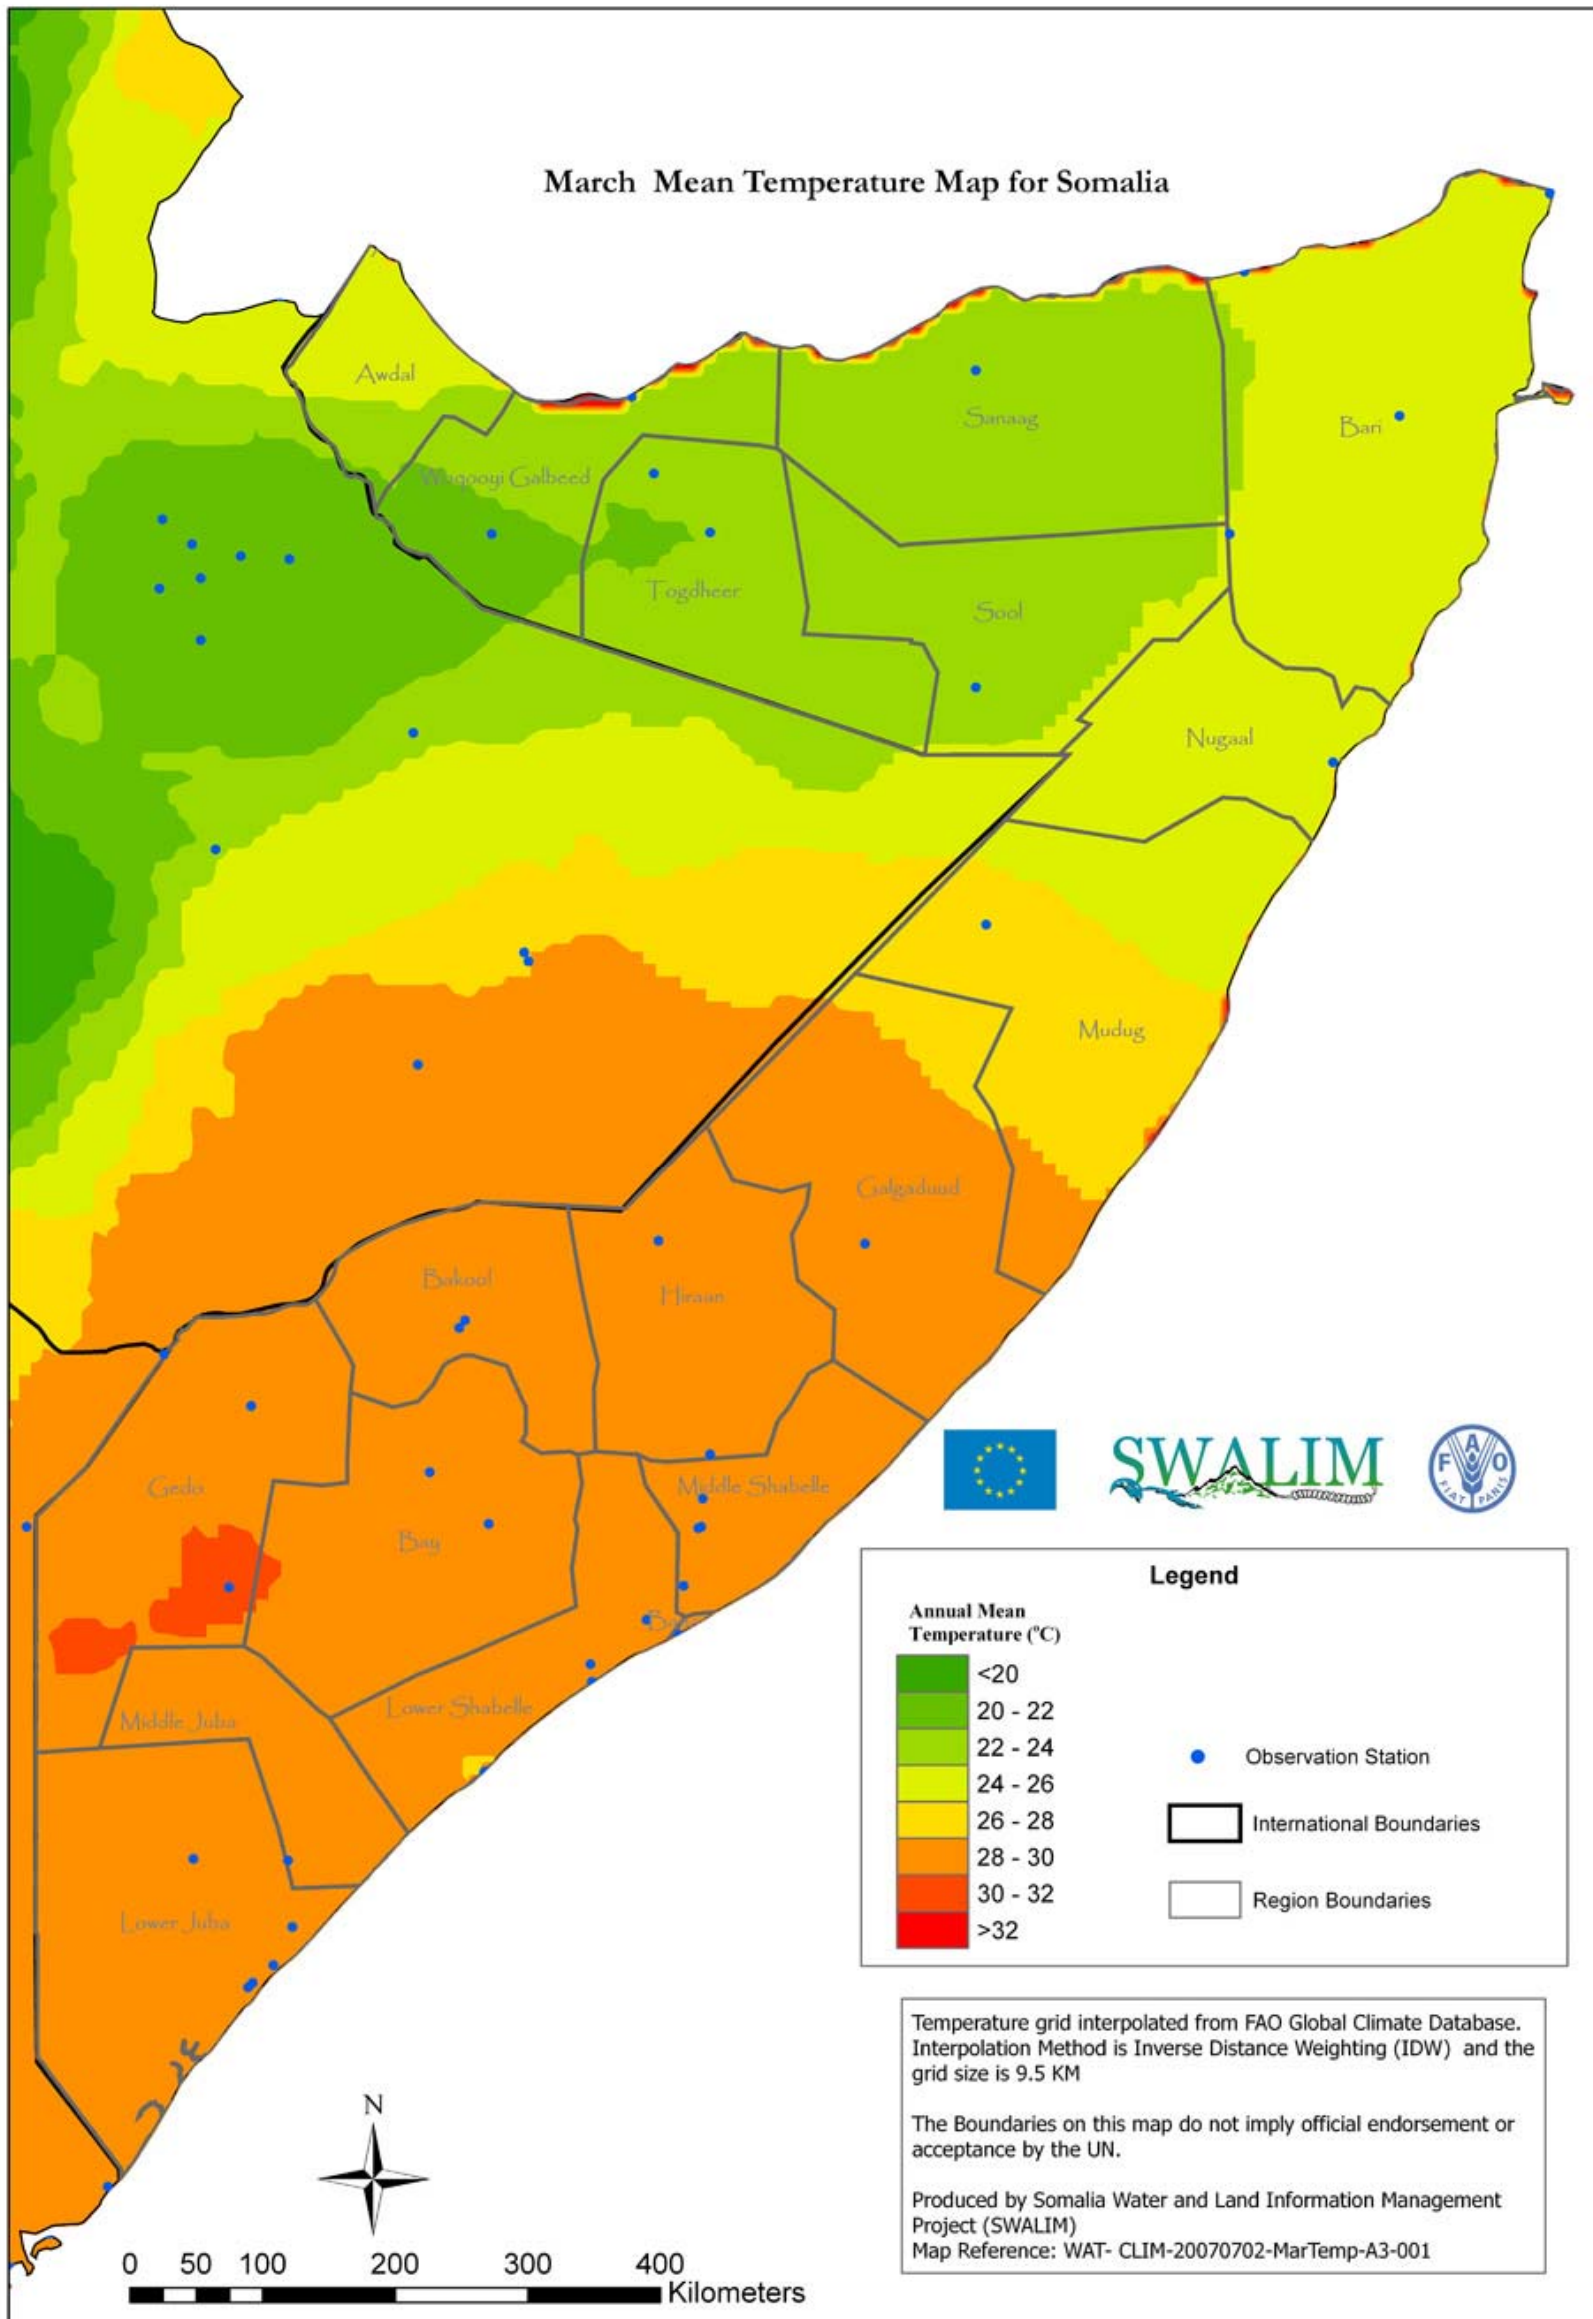 March Mean Temperature Map for Somalia
Awdal
Sanaag
Bari
Woqooyi Galbeed
Togdheer
Sool
Nugaal
Mudug
Galgaduud
Bakool
Hiraan
Gedo
Middle Shabelle
Bay
Lower Shabelle
Middle Juba
Lower Juba
SWALIM
F A O
FIAT PANIS
Legend
Annual Mean
Temperature (°C)
<20
20 - 22
22 - 24
24 - 26
26 - 28
28 - 30
30 - 32
>32
Observation Station
International Boundaries
Region Boundaries
Temperature grid interpolated from FAO Global Climate Database.
Interpolation Method is Inverse Distance Weighting (IDW) and the
grid size is 9.5 KM
The Boundaries on this map do not imply official endorsement or
acceptance by the UN.
Produced by Somalia Water and Land Information Management
Project (SWALIM)
Map Reference: WAT- CLIM-20070702-MarTemp-A3-001
N
0 50 100 200 300 400
Kilometers